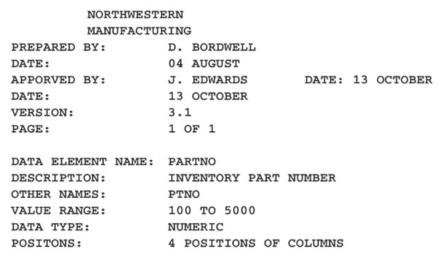 NORTHWESTERN
MANUFACTURING
PREPARED BY: D. BORDWELL
DATE: 04 AUGUST
APPORVED BY: J. EDWARDS DATE: 13 OCTOBER
DATE: 13 OCTOBER
VERSION: 3.1
PAGE: 1 OF 1
DATA ELEMENT NAME: PARTNO
DESCRIPTION: INVENTORY PART NUMBER
OTHER NAMES: PTNO
VALUE RANGE: 100 TO 5000
DATA TYPE: NUMERIC
POSITONS: 4 POSITIONS OF COLUMNS